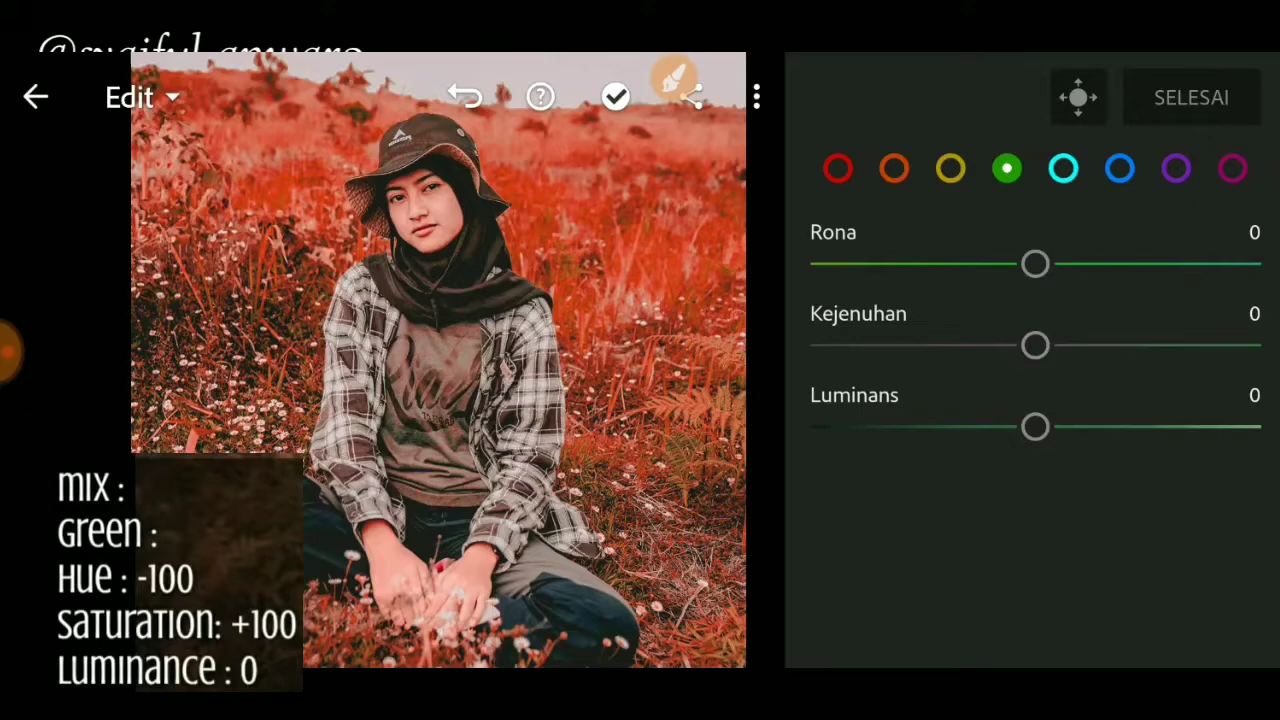 Edit
SELESAI
Rona 0
Kejenuhan 0
Luminans 0
mix :
Green :
Hue : -100
Saturation: +100
Luminance : 0